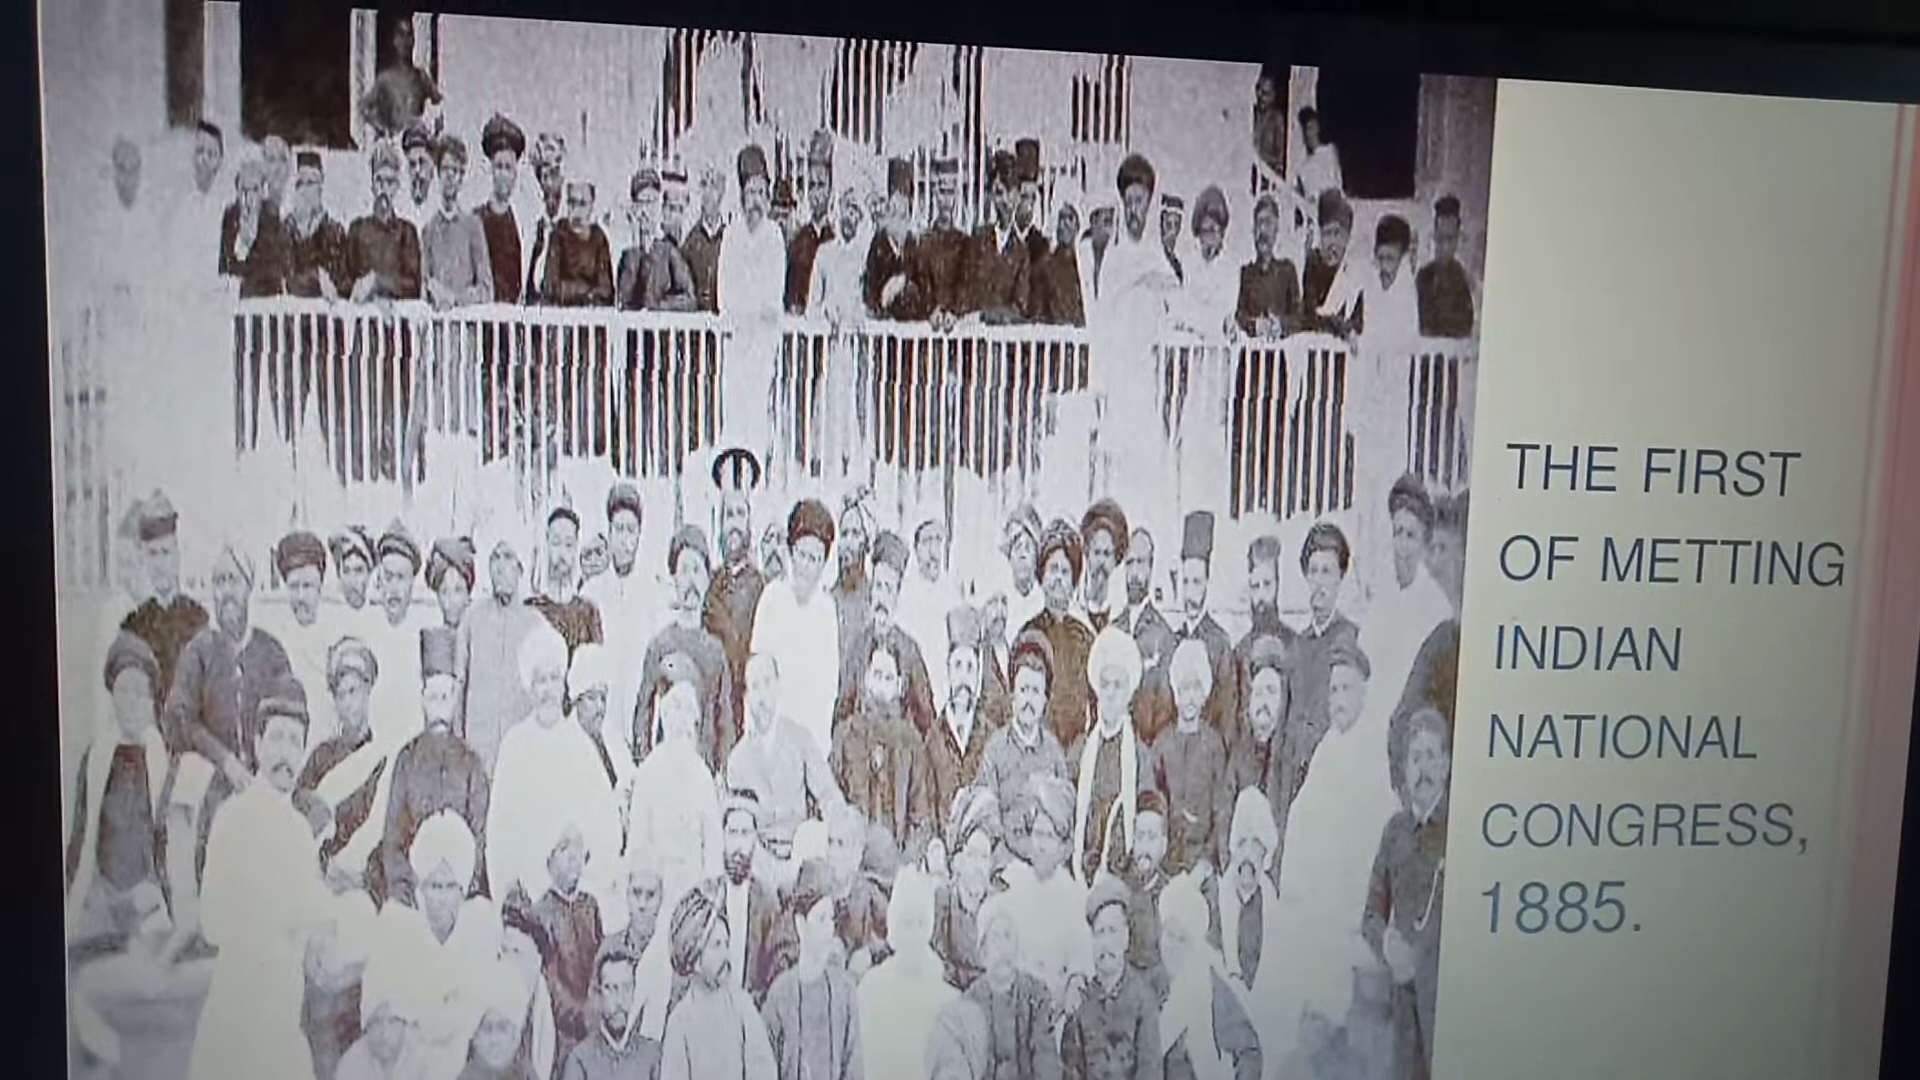 THE FIRST
OF METTING
INDIAN
NATIONAL
CONGRESS,
1885.